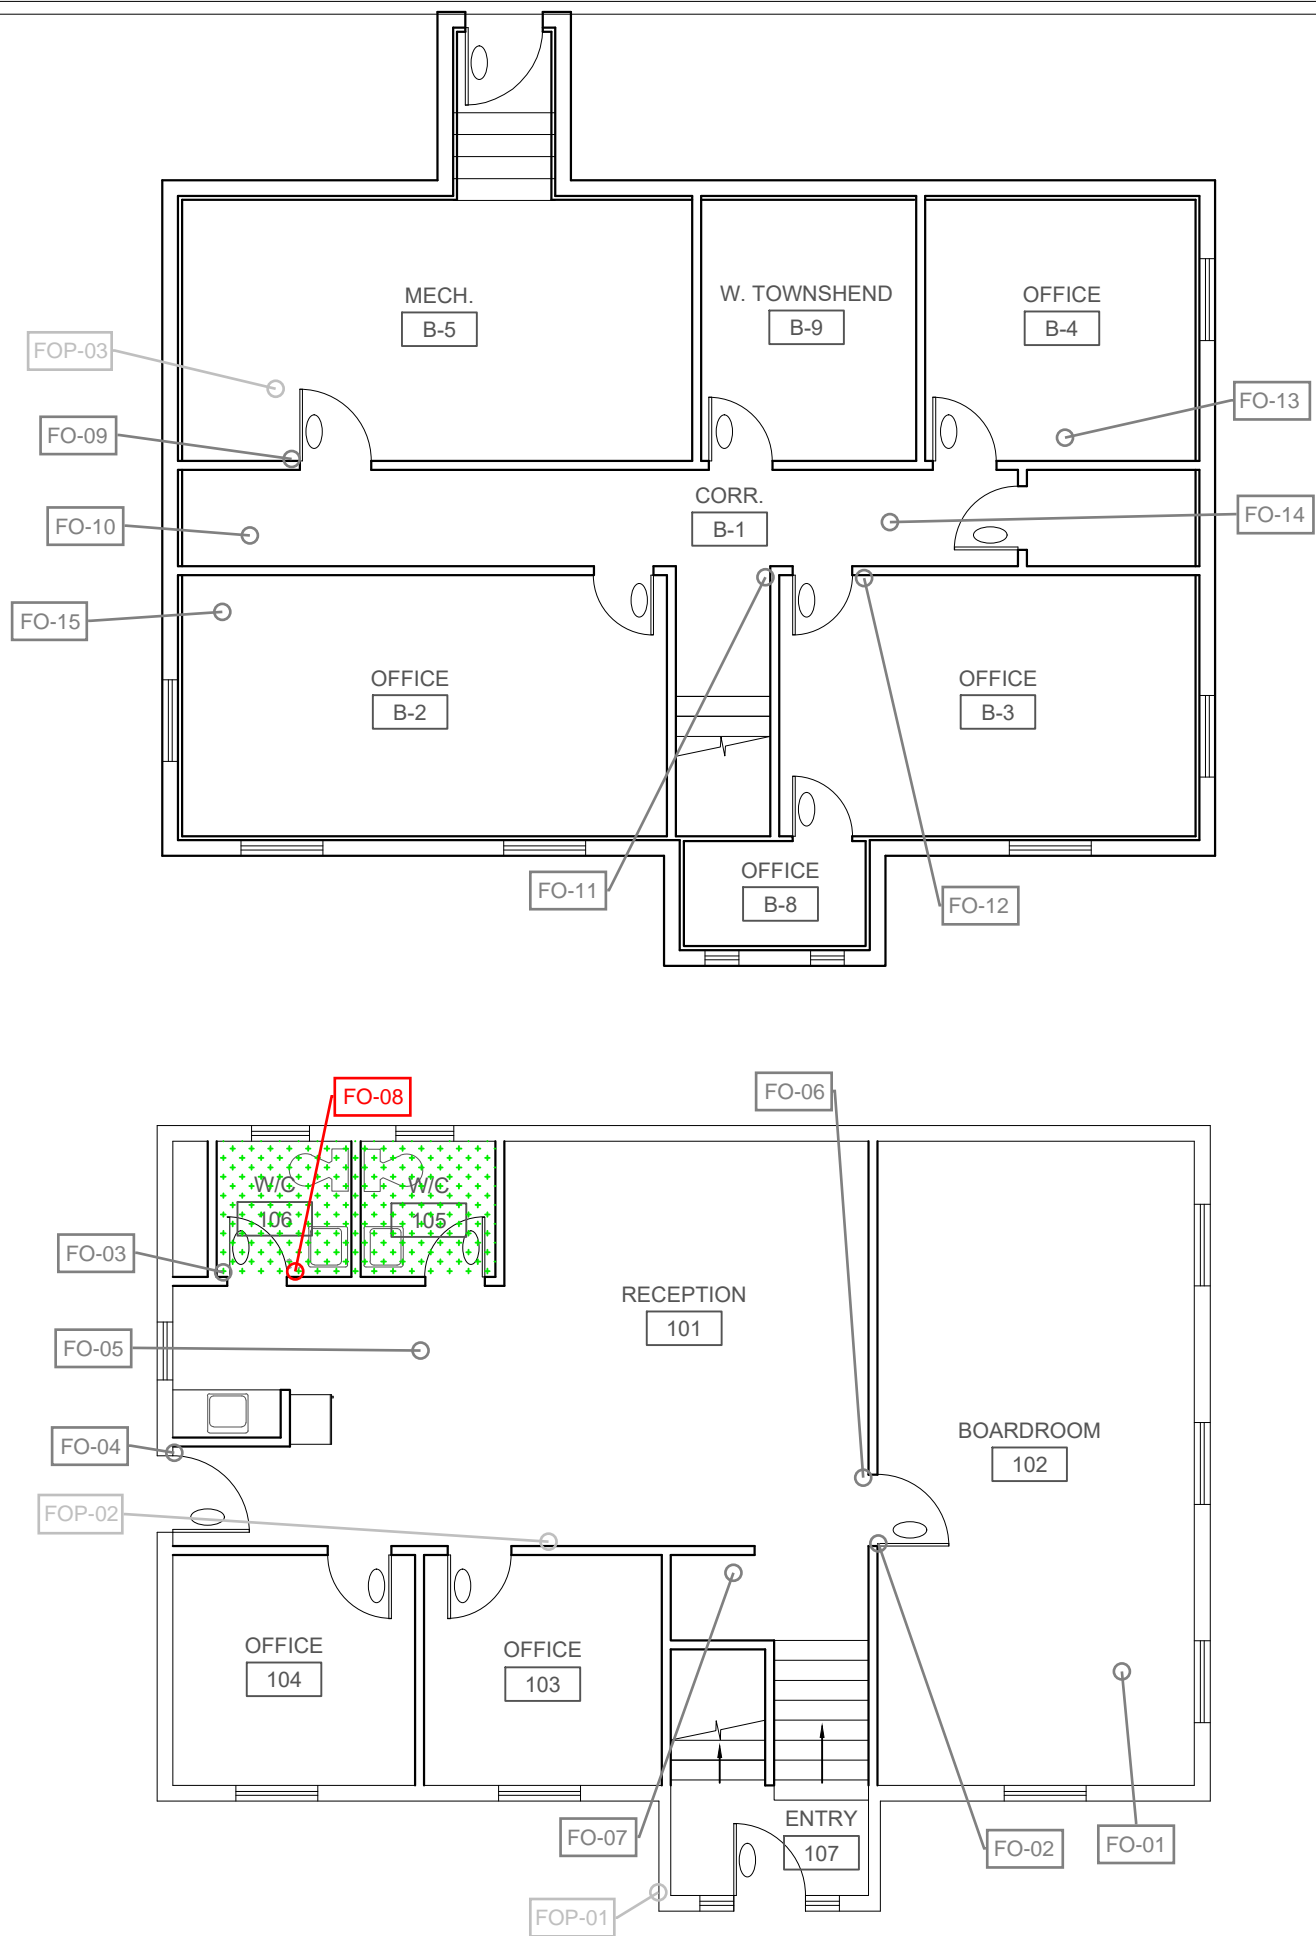 MECH.
B-5
W. TOWNSHEND
B-9
OFFICE
B-4
FOP-03
FO-09
FO-13
FO-10
CORR.
B-1
FO-14
FO-15
OFFICE
B-2
OFFICE
B-3
FO-11
OFFICE
B-8
FO-12
FO-08
FO-06
W/C
106
W/C
105
FO-03
RECEPTION
101
FO-05
FO-04
BOARDROOM
102
FOP-02
OFFICE
104
OFFICE
103
FO-07
ENTRY
107
FO-02
FO-01
FOP-01